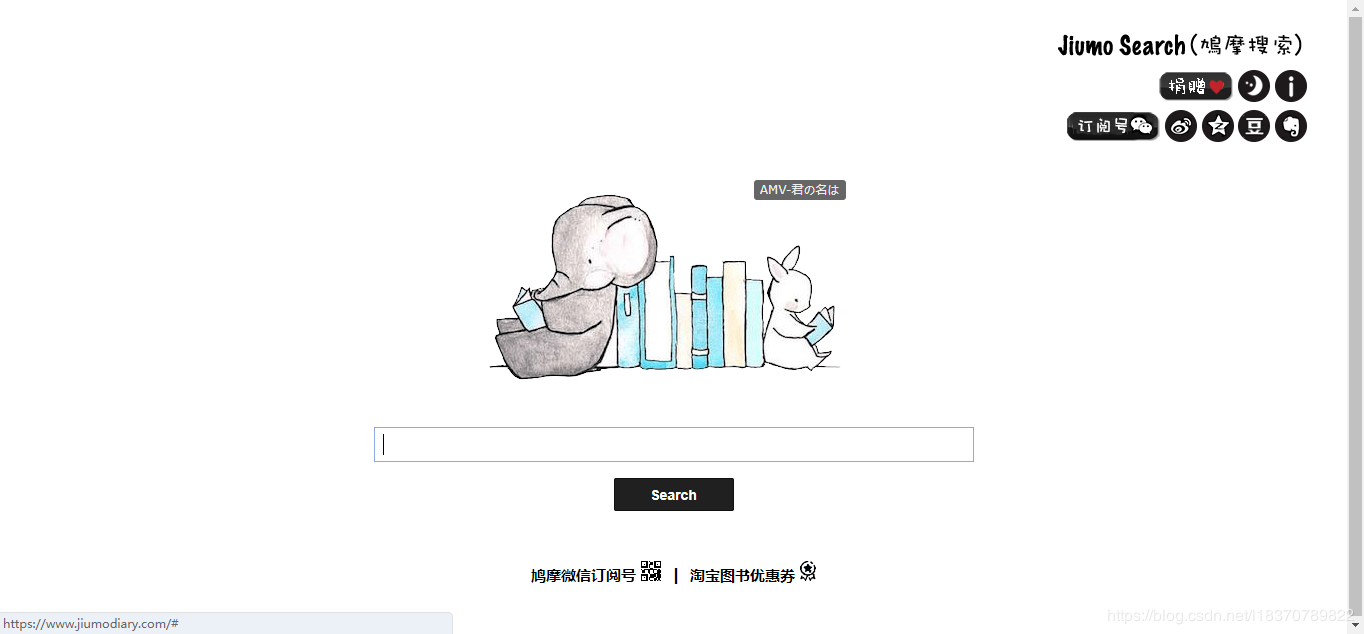 Jiumo Search(鸠摩搜索)
捐赠
订阅号 豆
AMV-君の名は
Search
鸠摩微信订阅号 | 淘宝图书优惠券
https://www.jiumodiary.com/#
https://blog.csdn.net/l18370789822